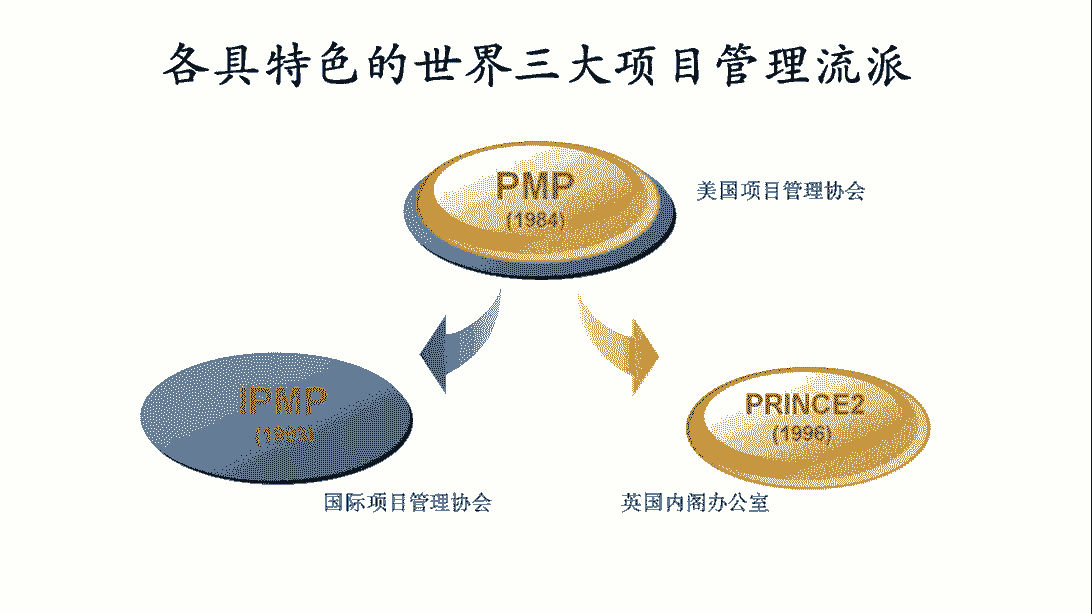 各具特色的世界三大项目管理流派
PMP
(1984)
美国项目管理协会
IPMP
PRINCE2
(1996)
国际项目管理协会
英国内阁办公室